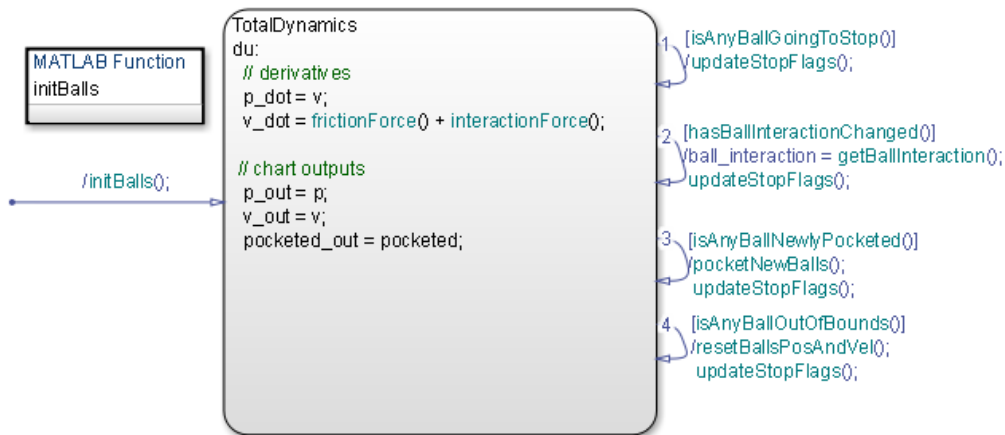 MATLAB Function
initBalls
/initBalls();
TotalDynamics
du:
// derivatives
p_dot = v;
v_dot = frictionForce() + interactionForce();
// chart outputs
p_out = p;
v_out = v;
pocketed_out = pocketed;
1
[isAnyBallGoingToStop()]
/updateStopFlags();
2
[hasBallInteractionChanged()]
/ball_interaction = getBallInteraction();
updateStopFlags();
3
[isAnyBallNewlyPocketed()]
/pocketNewBalls();
updateStopFlags();
4
[isAnyBallOutOfBounds()]
/resetBallsPosAndVel();
updateStopFlags();